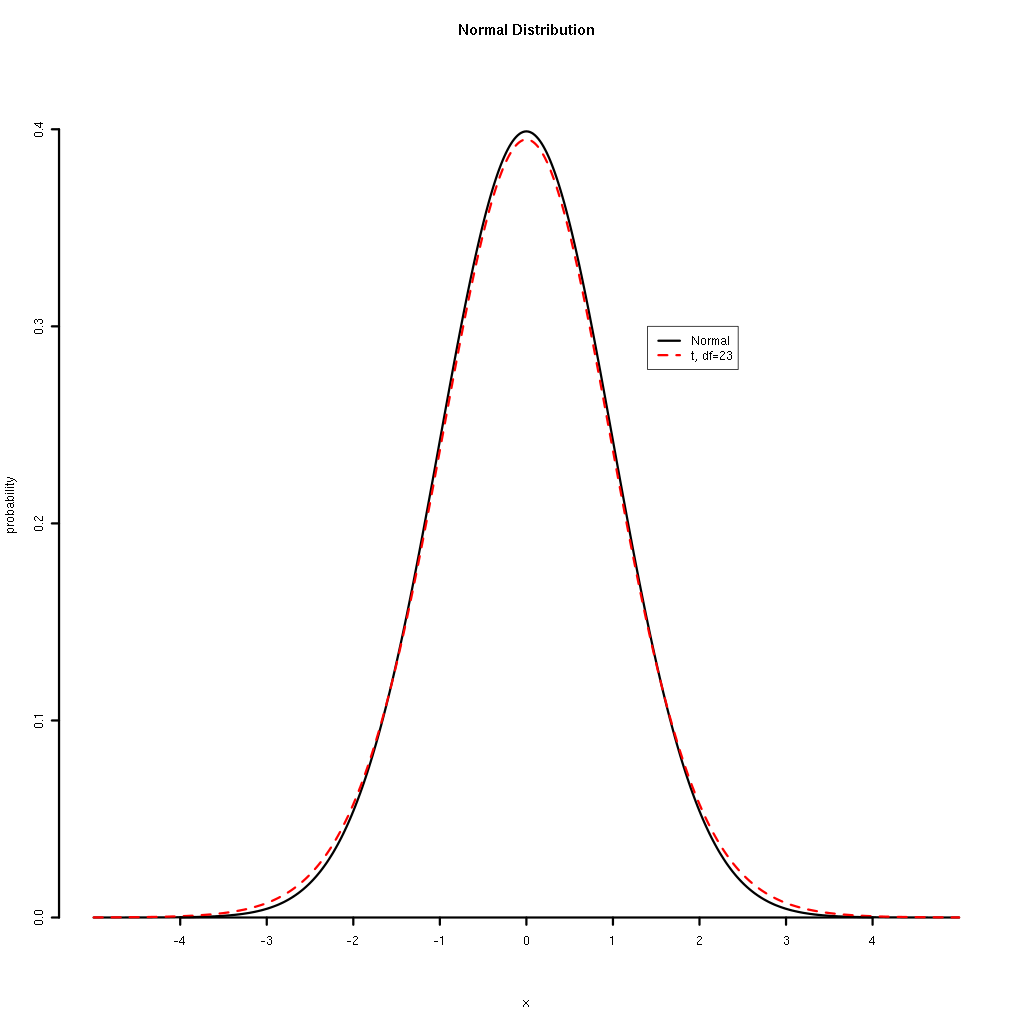 Normal Distribution
0.4
0.3
0.2
0.1
0.0
probability
Normal
t, df=23
-4 -3 -2 -1 0 1 2 3 4
x